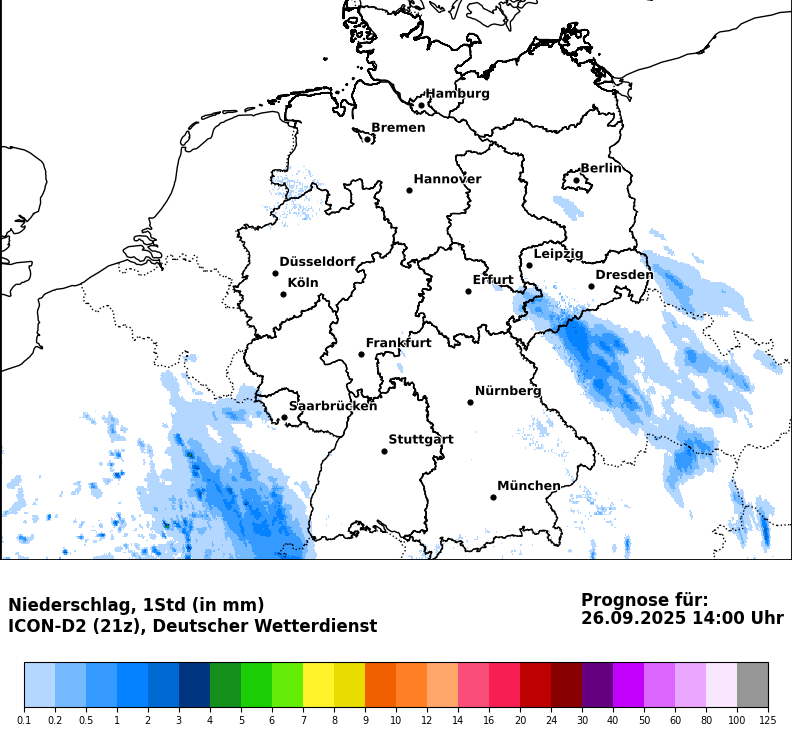 Hamburg
Bremen
Hannover
Berlin
Düsseldorf
Köln
Leipzig
Dresden
Erfurt
Frankfurt
Nürnberg
Saarbrücken
Stuttgart
München
Niederschlag, 1Std (in mm)
ICON-D2 (21z), Deutscher Wetterdienst
Prognose für:
26.09.2025 14:00 Uhr
0.1 0.2 0.5 1 2 3 4 5 6 7 8 9 10 12 14 16 20 24 30 40 50 60 80 100 125